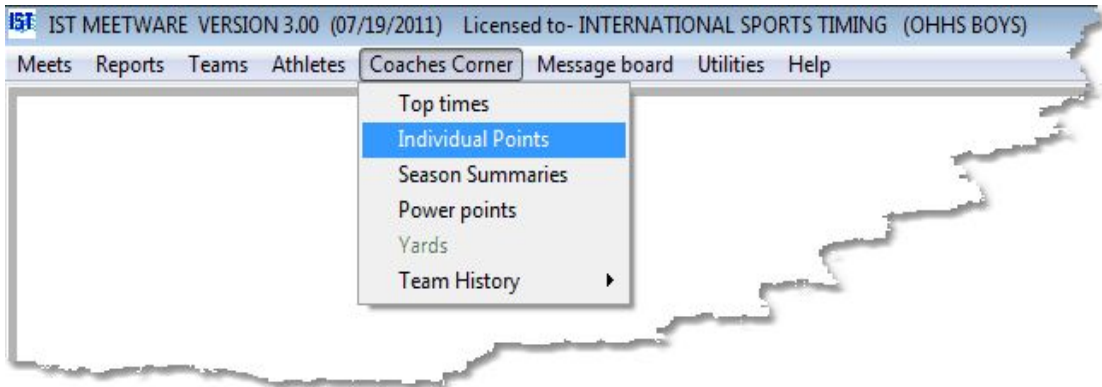 IST IST MEETWARE VERSION 3.00 (07/19/2011) Licensed to- INTERNATIONAL SPORTS TIMING (OHHS BOYS)
Meets Reports Teams Athletes Coaches Corner Message board Utilities Help
Top times
Individual Points
Season Summaries
Power points
Yards
Team History